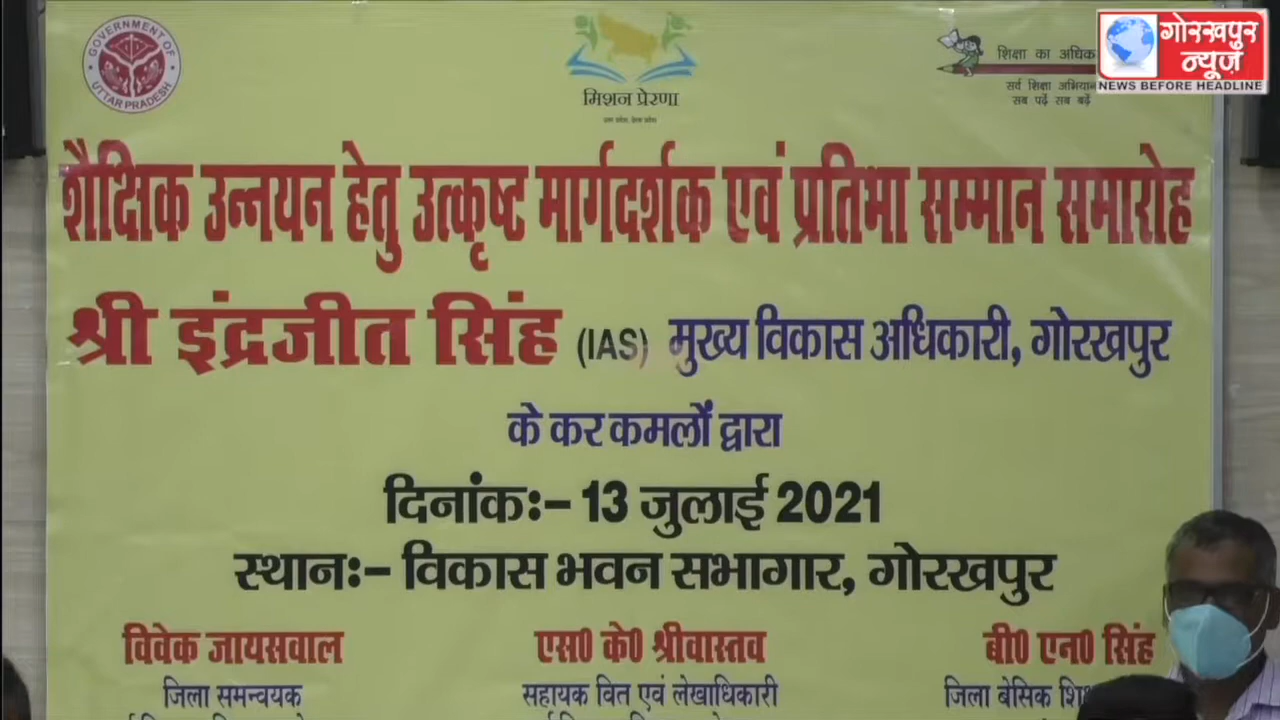 GOVERNMENT OF UTTAR PRADESH
मिशन प्रेरणा
शिक्षा का अधिकार
सर्व शिक्षा अभियान
सब पढ़ें सब बढ़ें
गोरखपुर
न्यूज़
NEWS BEFORE HEADLINE
शैक्षिक उन्नयन हेतु उत्कृष्ट मार्गदर्शक एवं प्रतिभा सम्मान समारोह
श्री इंद्रजीत सिंह (IAS) मुख्य विकास अधिकारी, गोरखपुर
के कर कमलों द्वारा
दिनांक:- 13 जुलाई 2021
स्थान:- विकास भवन सभागार, गोरखपुर
विवेक जायसवाल एस0 के0 श्रीवास्तव बी0 एन0 सिंह
जिला समन्वयक सहायक वित एवं लेखाधिकारी जिला बेसिक